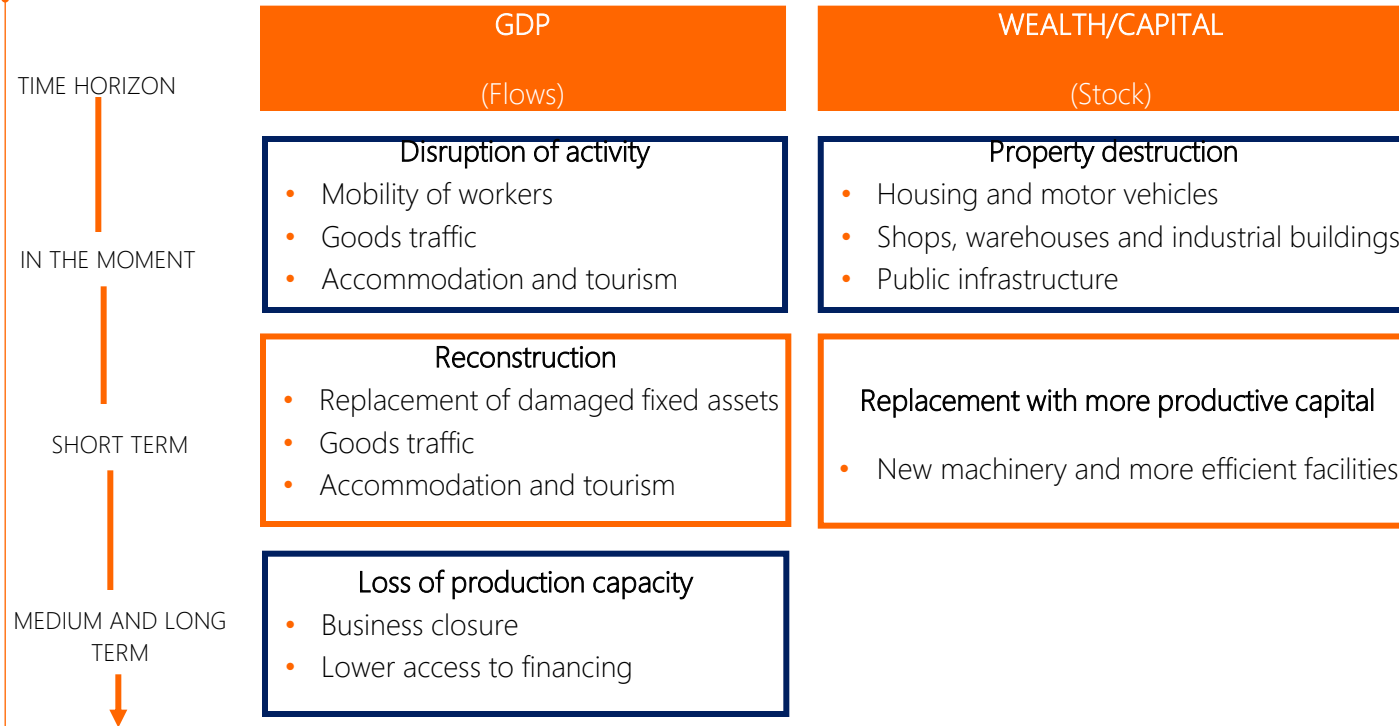 GDP
(Flows)
WEALTH/CAPITAL
(Stock)
TIME HORIZON
IN THE MOMENT
Disruption of activity
• Mobility of workers
• Goods traffic
• Accommodation and tourism
Property destruction
• Housing and motor vehicles
• Shops, warehouses and industrial buildings
• Public infrastructure
SHORT TERM
Reconstruction
• Replacement of damaged fixed assets
• Goods traffic
• Accommodation and tourism
Replacement with more productive capital
• New machinery and more efficient facilities
MEDIUM AND LONG
TERM
Loss of production capacity
• Business closure
• Lower access to financing